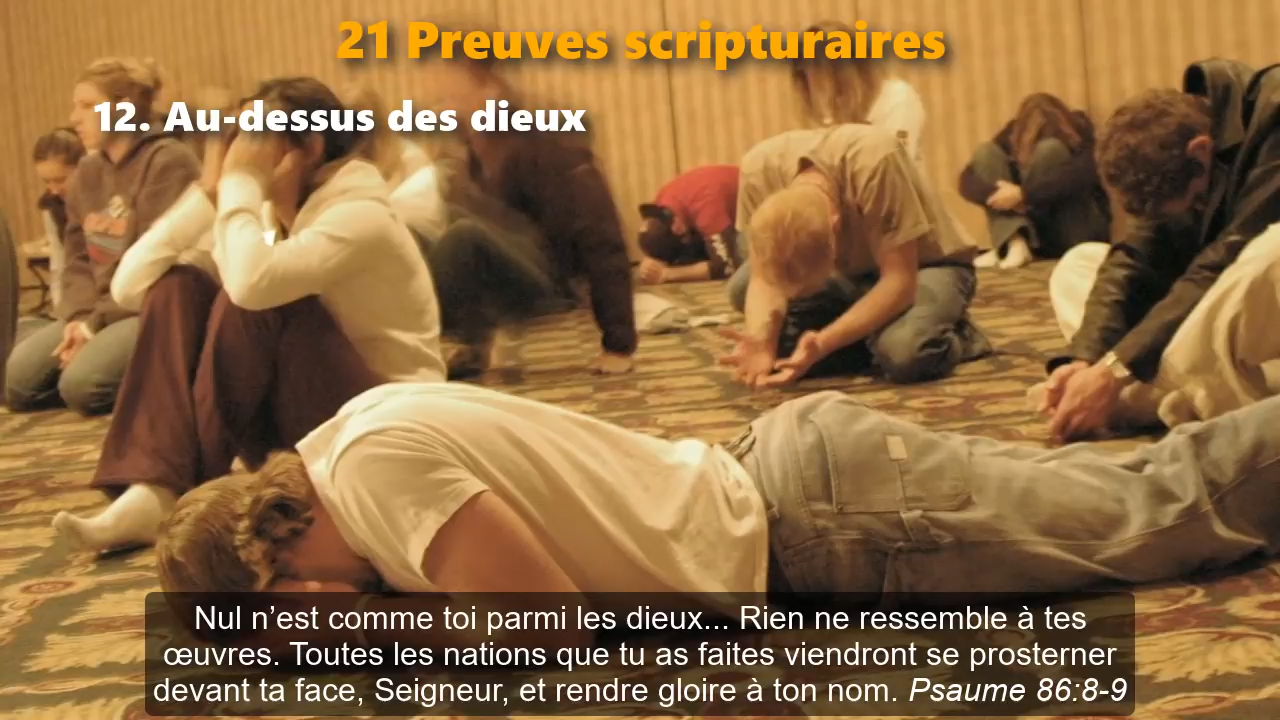 21 Preuves scripturaires
12. Au-dessus des dieux
Nul n’est comme toi parmi les dieux... Rien ne ressemble à tes
œuvres. Toutes les nations que tu as faites viendront se prosterner
devant ta face, Seigneur, et rendre gloire à ton nom. Psaume 86:8-9